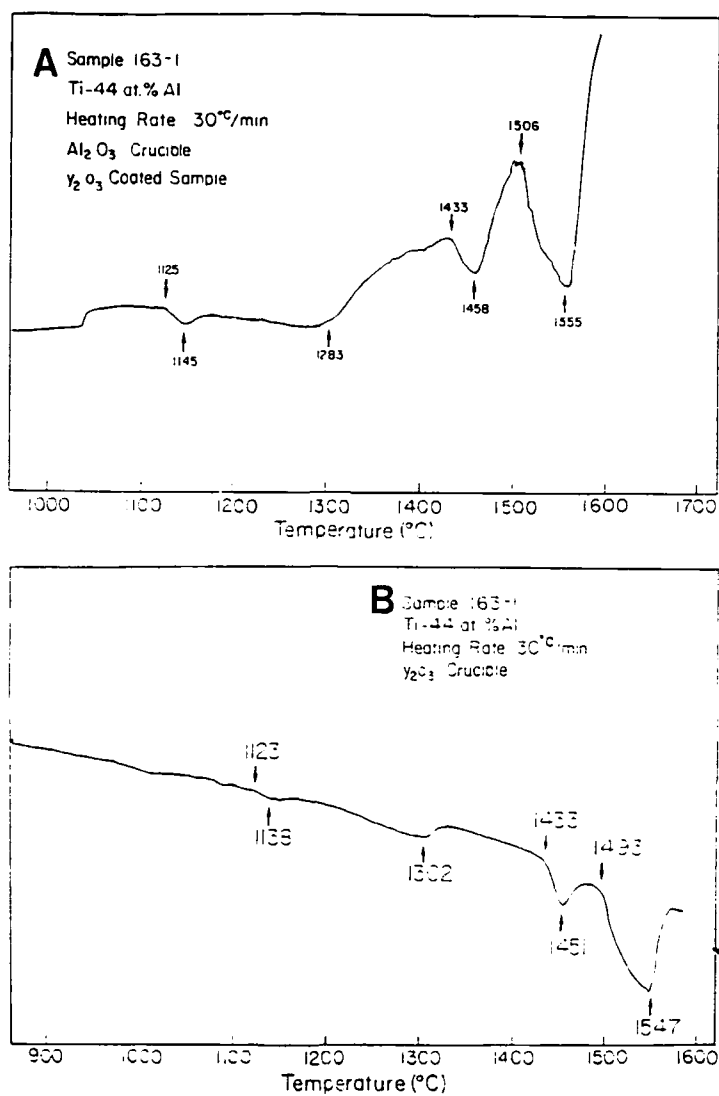 A Sample 163-1
Ti-44 at.% Al
Heating Rate 30°C/min
Al2O3 Crucible
y2o3 Coated Sample
1506
1433
1125
1145
1283
1458
1555
1000 1100 1200 1300 1400 1500 1600 1700
Temperature (°C)
B Sample 163-1
Ti-44 at %Al
Heating Rate 30°C/min
y2o3 Crucible
1123
1138
1302
1433
1493
1451
1547
900 1000 1100 1200 1300 1400 1500 1600
Temperature (°C)